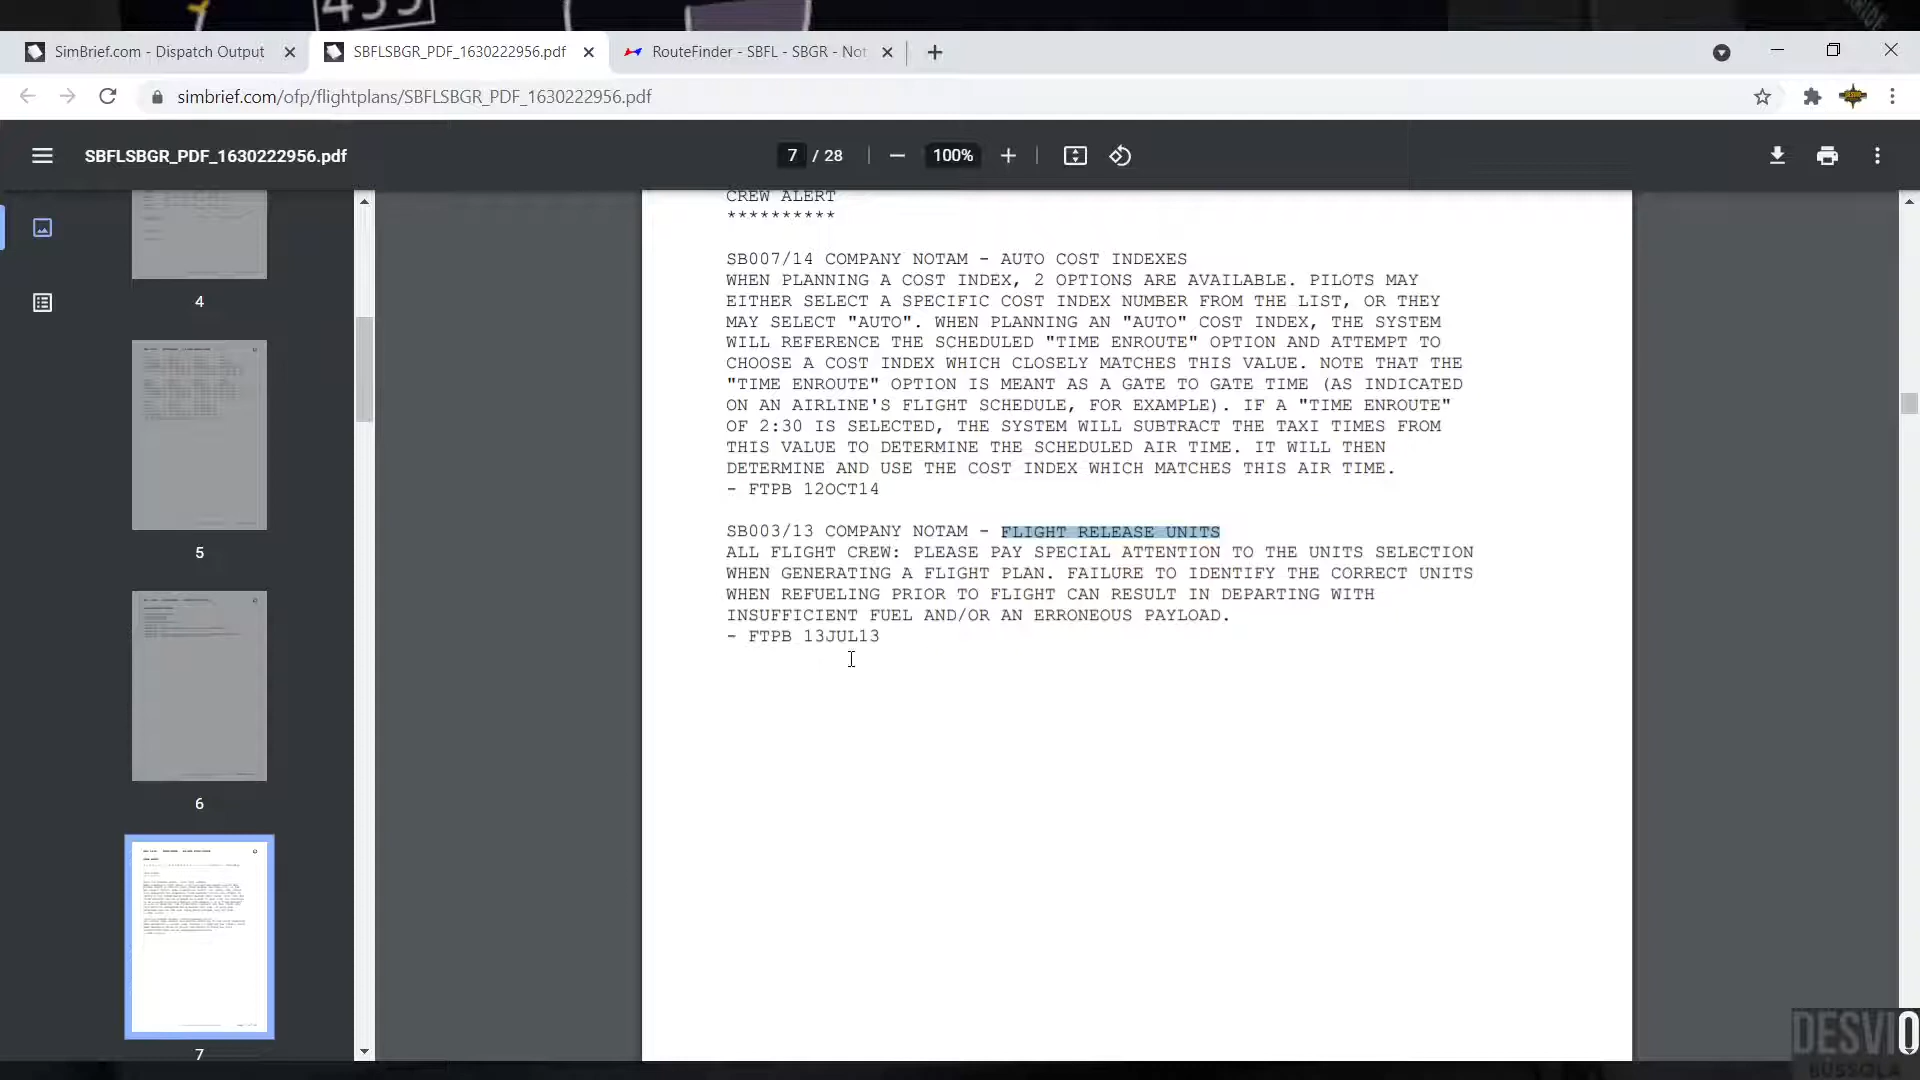 455
SimBrief.com - Dispatch Output
SBFLSBGR_PDF_1630222956.pdf
RouteFinder - SBFL - SBGR - Not
simbrief.com/ofp/flightplans/SBFLSBGR_PDF_1630222956.pdf
SBFLSBGR_PDF_1630222956.pdf
7 / 28
100%
4
5
6
7
CREW ALERT
**********
SB007/14 COMPANY NOTAM - AUTO COST INDEXES
WHEN PLANNING A COST INDEX, 2 OPTIONS ARE AVAILABLE. PILOTS MAY
EITHER SELECT A SPECIFIC COST INDEX NUMBER FROM THE LIST, OR THEY
MAY SELECT "AUTO". WHEN PLANNING AN "AUTO" COST INDEX, THE SYSTEM
WILL REFERENCE THE SCHEDULED "TIME ENROUTE" OPTION AND ATTEMPT TO
CHOOSE A COST INDEX WHICH CLOSELY MATCHES THIS VALUE. NOTE THAT THE
"TIME ENROUTE" OPTION IS MEANT AS A GATE TO GATE TIME (AS INDICATED
ON AN AIRLINE'S FLIGHT SCHEDULE, FOR EXAMPLE). IF A "TIME ENROUTE"
OF 2:30 IS SELECTED, THE SYSTEM WILL SUBTRACT THE TAXI TIMES FROM
THIS VALUE TO DETERMINE THE SCHEDULED AIR TIME. IT WILL THEN
DETERMINE AND USE THE COST INDEX WHICH MATCHES THIS AIR TIME.
- FTPB 12OCT14
SB003/13 COMPANY NOTAM - FLIGHT RELEASE UNITS
ALL FLIGHT CREW: PLEASE PAY SPECIAL ATTENTION TO THE UNITS SELECTION
WHEN GENERATING A FLIGHT PLAN. FAILURE TO IDENTIFY THE CORRECT UNITS
WHEN REFUELING PRIOR TO FLIGHT CAN RESULT IN DEPARTING WITH
INSUFFICIENT FUEL AND/OR AN ERRONEOUS PAYLOAD.
- FTPB 13JUL13
DESVIO
BUSSOLA